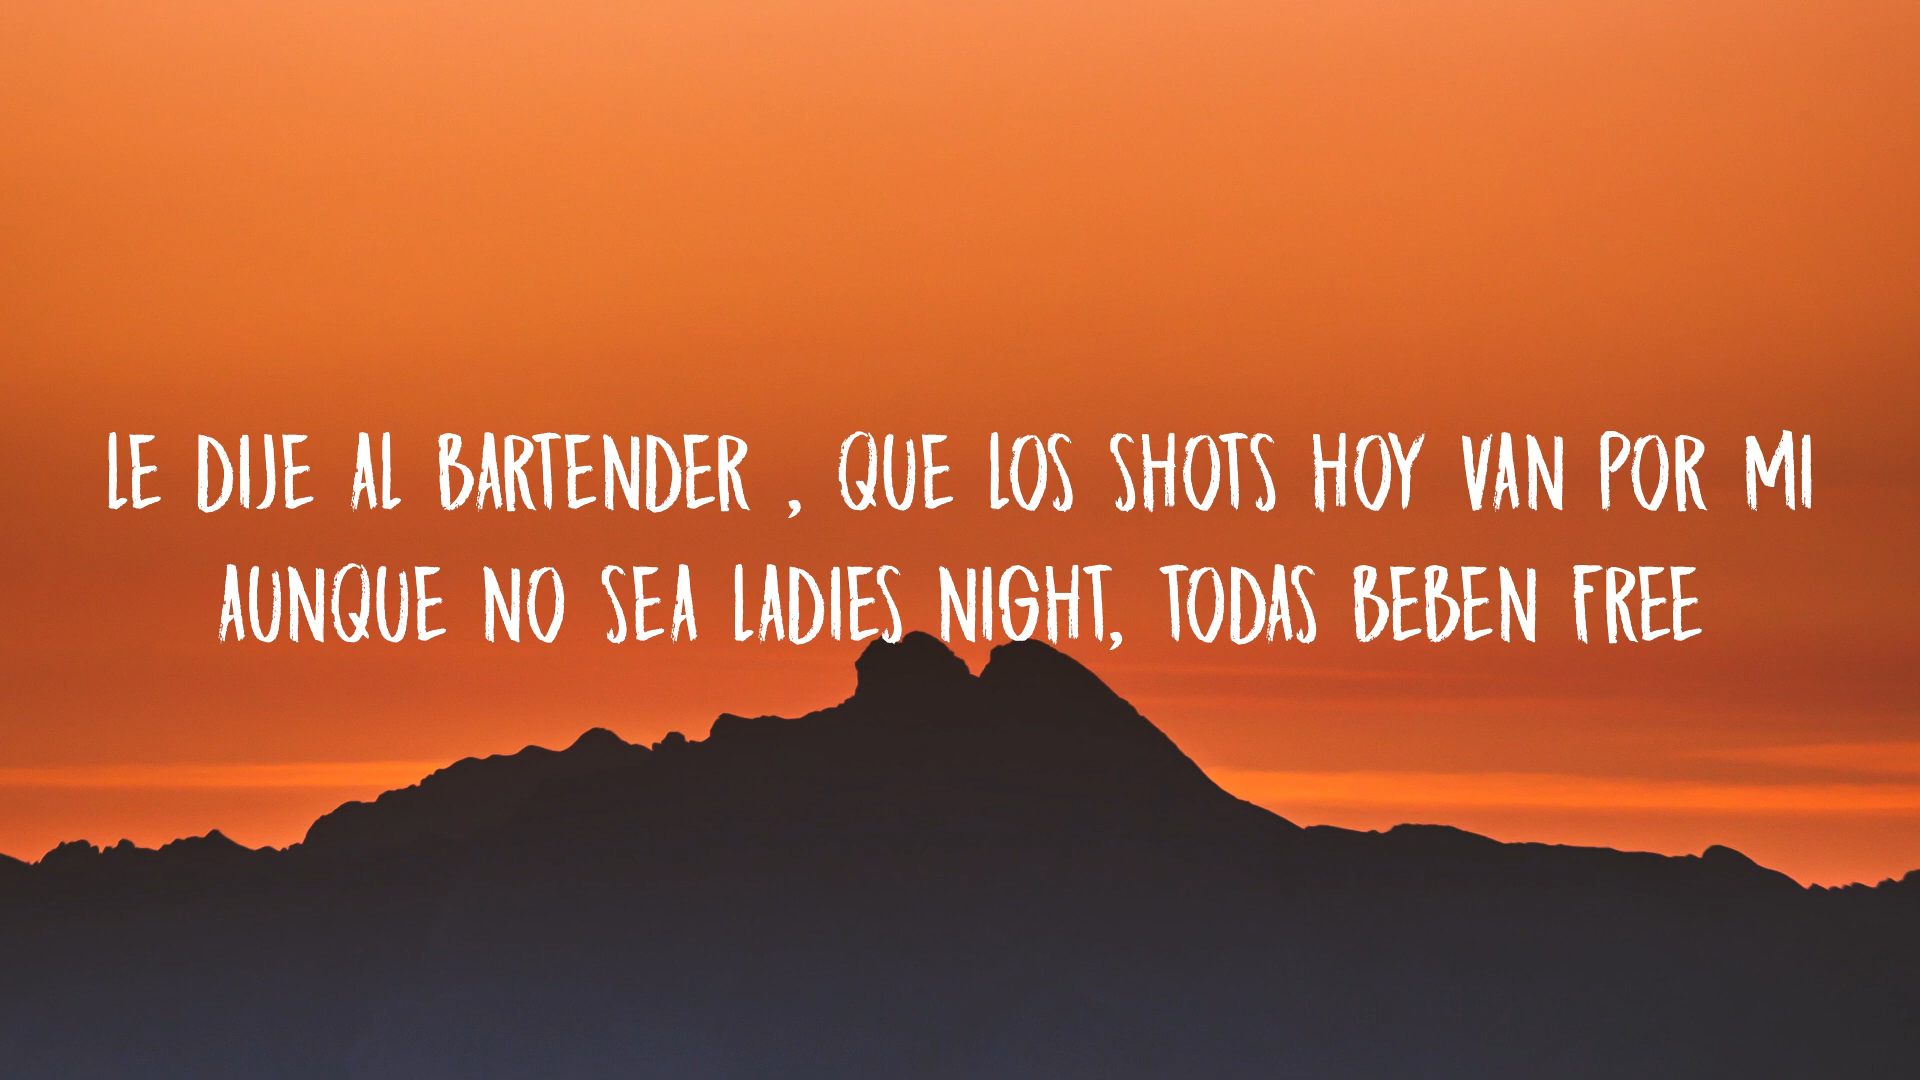 LE DIJE AL BARTENDER , QUE LOS SHOTS HOY VAN POR MI
AUNQUE NO SEA LADIES NIGHT, TODAS BEBEN FREE